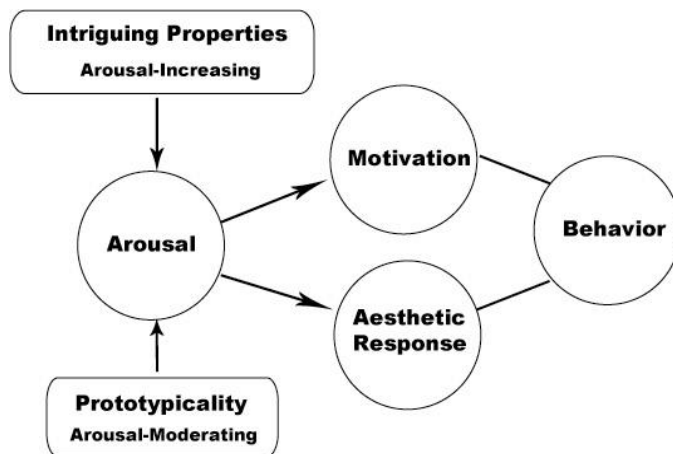 Intriguing Properties
Arousal-Increasing
Motivation
Arousal
Behavior
Aesthetic
Response
Prototypicality
Arousal-Moderating